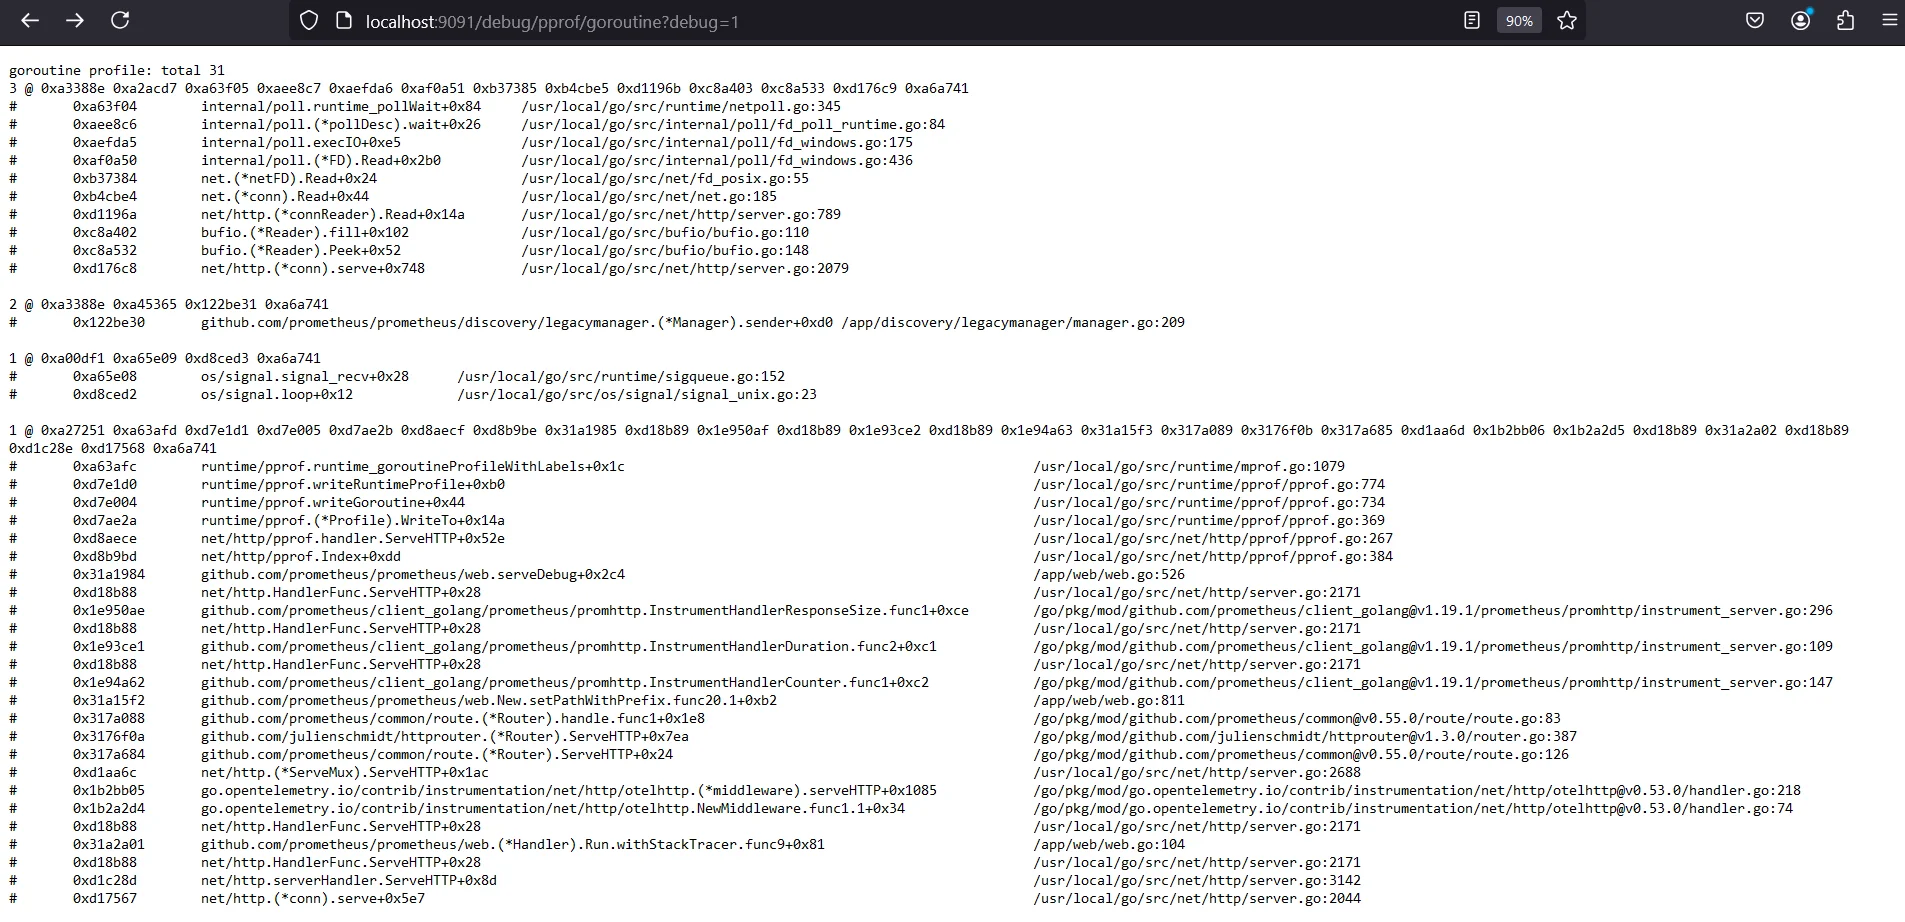 localhost:9091/debug/pprof/goroutine?debug=1 90%
goroutine profile: total 31
3 @ 0xa3388e 0xa2acd7 0xa63f05 0xaee8c7 0xaefda6 0xaf0a51 0xb37385 0xb4cbe5 0xd1196b 0xc8a403 0xc8a533 0xd176c9 0xa6a741
# 0xa63f04 internal/poll.runtime_pollWait+0x84 /usr/local/go/src/runtime/netpoll.go:345
# 0xaee8c6 internal/poll.(*pollDesc).wait+0x26 /usr/local/go/src/internal/poll/fd_poll_runtime.go:84
# 0xaefda5 internal/poll.execIO+0xe5 /usr/local/go/src/internal/poll/fd_windows.go:175
# 0xaf0a50 internal/poll.(*FD).Read+0x2b0 /usr/local/go/src/internal/poll/fd_windows.go:436
# 0xb37384 net.(*netFD).Read+0x24 /usr/local/go/src/net/fd_posix.go:55
# 0xb4cbe4 net.(*conn).Read+0x44 /usr/local/go/src/net/net.go:185
# 0xd1196a net/http.(*connReader).Read+0x14a /usr/local/go/src/net/http/server.go:789
# 0xc8a402 bufio.(*Reader).fill+0x102 /usr/local/go/src/bufio/bufio.go:110
# 0xc8a532 bufio.(*Reader).Peek+0x52 /usr/local/go/src/bufio/bufio.go:148
# 0xd176c8 net/http.(*conn).serve+0x748 /usr/local/go/src/net/http/server.go:2079
2 @ 0xa3388e 0xa45365 0x122be31 0xa6a741
# 0x122be30 github.com/prometheus/prometheus/discovery/legacymanager.(*Manager).sender+0xd0 /app/discovery/legacymanager/manager.go:209
1 @ 0xa00df1 0xa65e09 0xd8ced3 0xa6a741
# 0xa65e08 os/signal.signal_recv+0x28 /usr/local/go/src/runtime/sigqueue.go:152
# 0xd8ced2 os/signal.loop+0x12 /usr/local/go/src/os/signal/signal_unix.go:23
1 @ 0xa27251 0xa63afd 0xd7e1d1 0xd7e005 0xd7ae2b 0xd8aecf 0xd8b9be 0x31a1985 0xd18b89 0x1e950af 0xd18b89 0x1e93ce2 0xd18b89 0x1e94a63 0x31a15f3 0x317a089 0x3176f0b 0x317a685 0xd1aa6d 0x1b2bb06 0x1b2a2d5 0xd18b89 0x31a2a02 0xd18b89
0xd1c28e 0xd17568 0xa6a741
# 0xa63afc runtime/pprof.runtime_goroutineProfileWithLabels+0x1c /usr/local/go/src/runtime/mprof.go:1079
# 0xd7e1d0 runtime/pprof.writeRuntimeProfile+0xb0 /usr/local/go/src/runtime/pprof/pprof.go:774
# 0xd7e004 runtime/pprof.writeGoroutine+0x44 /usr/local/go/src/runtime/pprof/pprof.go:734
# 0xd7ae2a runtime/pprof.(*Profile).WriteTo+0x14a /usr/local/go/src/runtime/pprof/pprof.go:369
# 0xd8aece net/http/pprof.handler.ServeHTTP+0x52e /usr/local/go/src/net/http/pprof/pprof.go:267
# 0xd8b9bd net/http/pprof.Index+0xdd /usr/local/go/src/net/http/pprof/pprof.go:384
# 0x31a1984 github.com/prometheus/prometheus/web.serveDebug+0x2c4 /app/web/web.go:526
# 0xd18b88 net/http.HandlerFunc.ServeHTTP+0x28 /usr/local/go/src/net/http/server.go:2171
# 0x1e950ae github.com/prometheus/client_golang/prometheus/promhttp.InstrumentHandlerResponseSize.func1+0xce /go/pkg/mod/github.com/prometheus/client_golang@v1.19.1/prometheus/promhttp/instrument_server.go:296
# 0xd18b88 net/http.HandlerFunc.ServeHTTP+0x28 /usr/local/go/src/net/http/server.go:2171
# 0x1e93ce1 github.com/prometheus/client_golang/prometheus/promhttp.InstrumentHandlerDuration.func2+0xc1 /go/pkg/mod/github.com/prometheus/client_golang@v1.19.1/prometheus/promhttp/instrument_server.go:109
# 0xd18b88 net/http.HandlerFunc.ServeHTTP+0x28 /usr/local/go/src/net/http/server.go:2171
# 0x1e94a62 github.com/prometheus/client_golang/prometheus/promhttp.InstrumentHandlerCounter.func1+0xc2 /go/pkg/mod/github.com/prometheus/client_golang@v1.19.1/prometheus/promhttp/instrument_server.go:147
# 0x31a15f2 github.com/prometheus/prometheus/web.New.setPathWithPrefix.func20.1+0xb2 /app/web/web.go:811
# 0x317a088 github.com/prometheus/common/route.(*Router).handle.func1+0x1e8 /go/pkg/mod/github.com/prometheus/common@v0.55.0/route/route.go:83
# 0x3176f0a github.com/julienschmidt/httprouter.(*Router).ServeHTTP+0x7ea /go/pkg/mod/github.com/julienschmidt/httprouter@v1.3.0/router.go:387
# 0x317a684 github.com/prometheus/common/route.(*Router).ServeHTTP+0x24 /go/pkg/mod/github.com/prometheus/common@v0.55.0/route/route.go:126
# 0xd1aa6c net/http.(*ServeMux).ServeHTTP+0x1ac /usr/local/go/src/net/http/server.go:2688
# 0x1b2bb05 go.opentelemetry.io/contrib/instrumentation/net/http/otelhttp.(*middleware).serveHTTP+0x1085 /go/pkg/mod/go.opentelemetry.io/contrib/instrumentation/net/http/otelhttp@v0.53.0/handler.go:218
# 0x1b2a2d4 go.opentelemetry.io/contrib/instrumentation/net/http/otelhttp.NewMiddleware.func1.1+0x34 /go/pkg/mod/go.opentelemetry.io/contrib/instrumentation/net/http/otelhttp@v0.53.0/handler.go:74
# 0xd18b88 net/http.HandlerFunc.ServeHTTP+0x28 /usr/local/go/src/net/http/server.go:2171
# 0x31a2a01 github.com/prometheus/prometheus/web.(*Handler).Run.withStackTracer.func9+0x81 /app/web/web.go:104
# 0xd18b88 net/http.HandlerFunc.ServeHTTP+0x28 /usr/local/go/src/net/http/server.go:2171
# 0xd1c28d net/http.serverHandler.ServeHTTP+0x8d /usr/local/go/src/net/http/server.go:3142
# 0xd17567 net/http.(*conn).serve+0x5e7 /usr/local/go/src/net/http/server.go:2044